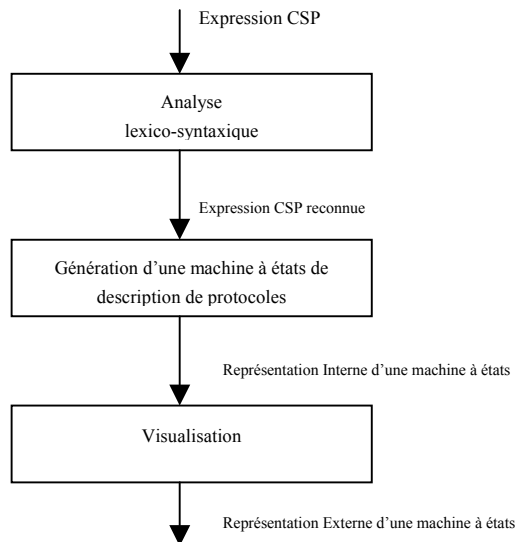 Expression CSP
Analyse
lexico-syntaxique
Expression CSP reconnue
Génération d’une machine à états de
description de protocoles
Représentation Interne d’une machine à états
Visualisation
Représentation Externe d’une machine à états